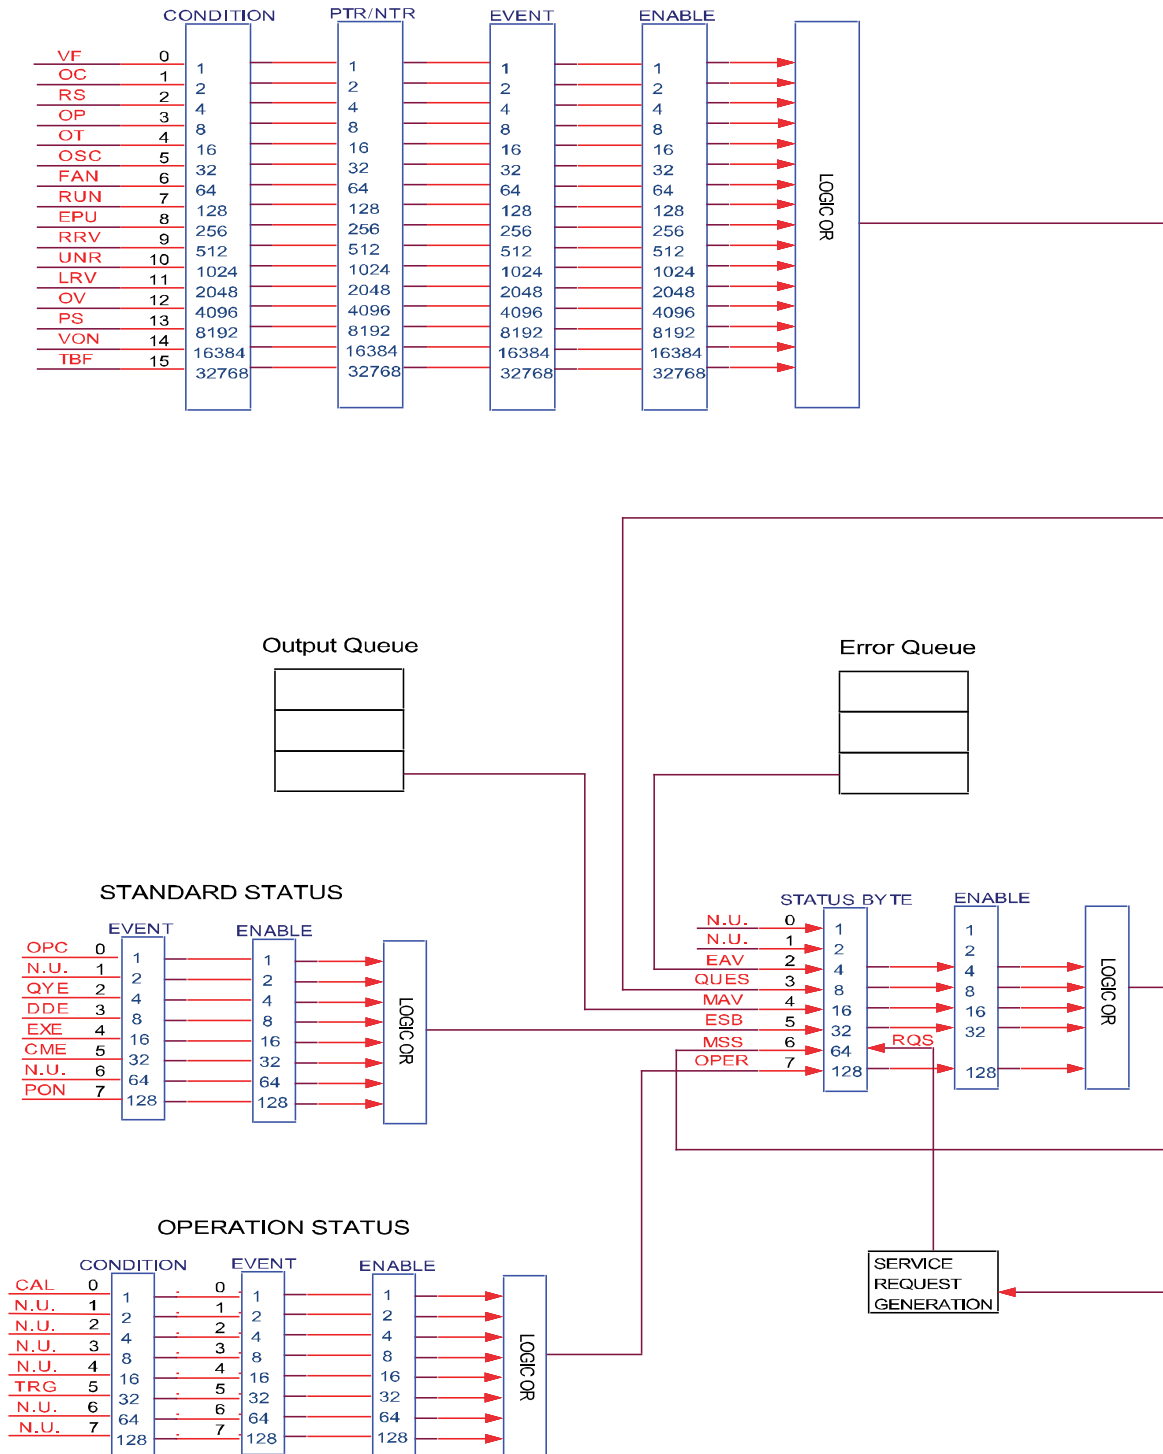 CONDITION PTR/NTR EVENT ENABLE
VF 0 1 1 1 1
OC 1 2 2 2 2
RS 2 4 4 4 4
OP 3 8 8 8 8
OT 4 16 16 16 16
OSC 5 32 32 32 32
FAN 6 64 64 64 64
RUN 7 128 128 128 128
EPU 8 256 256 256 256
RRV 9 512 512 512 512
UNR 10 1024 1024 1024 1024
LRV 11 2048 2048 2048 2048
OV 12 4096 4096 4096 4096
PS 13 8192 8192 8192 8192
VON 14 16384 16384 16384 16384
TBF 15 32768 32768 32768 32768
LOGIC OR
Output Queue
Error Queue
STANDARD STATUS
EVENT ENABLE
OPC 0 1 1
N.U. 1 2 2
QYE 2 4 4
DDE 3 8 8
EXE 4 16 16
CME 5 32 32
N.U. 6 64 64
PON 7 128 128
LOGIC OR
STATUS BYTE ENABLE
N.U. 0 1 1
N.U. 1 2 2
EAV 2 4 4
QUES 3 8 8
MAV 4 16 16
ESB 5 32 32
MSS 6 64 RQS
OPER 7 128 128
LOGIC OR
SERVICE
REQUEST
GENERATION
OPERATION STATUS
CONDITION EVENT ENABLE
CAL 0 1 0 1 1
N.U. 1 2 1 2 2
N.U. 2 4 2 4 4
N.U. 3 8 3 8 8
N.U. 4 16 4 16 16
TRG 5 32 5 32 32
N.U. 6 64 6 64 64
N.U. 7 128 7 128 128
LOGIC OR